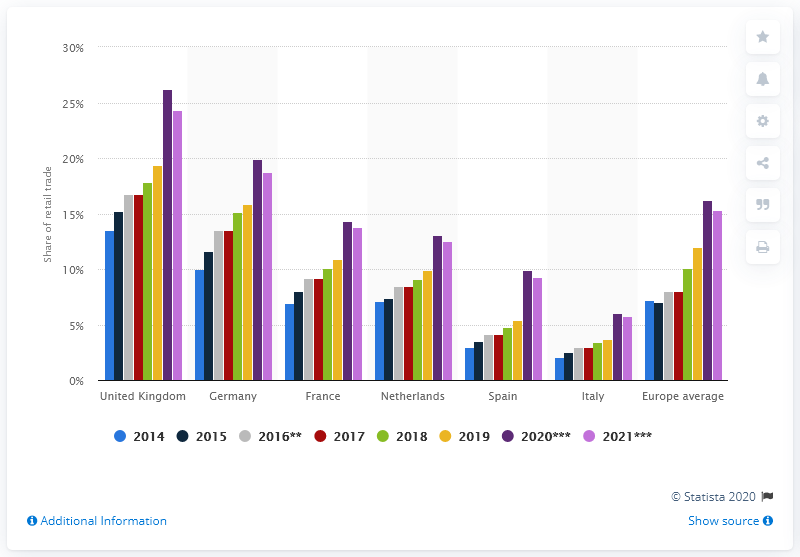 30%
25%
20%
15%
10%
5%
0%
Share of retail trade
United Kingdom Germany France Netherlands Spain Italy Europe average
2014 2015 2016** 2017 2018 2019 2020*** 2021***
© Statista 2020
Additional Information Show source